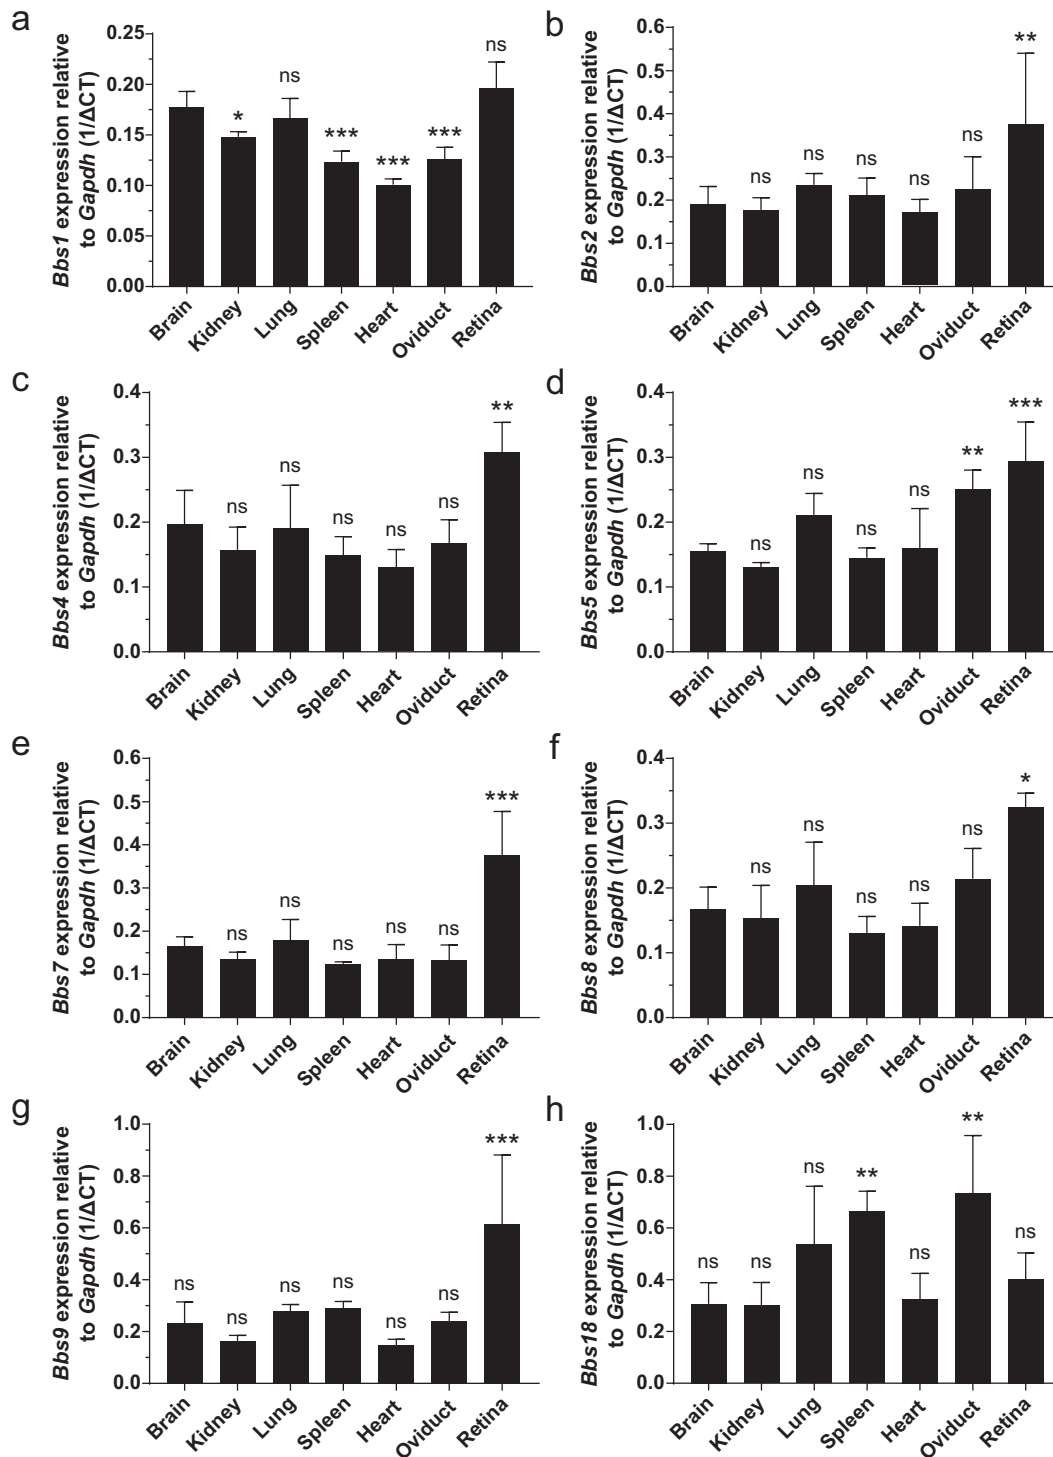 a
Bbs1 expression relative
to Gapdh (1/ΔCT)
0.25
0.20
0.15
0.10
0.05
0.00
*
ns
***
***
***
ns
Brain
Kidney
Lung
Spleen
Heart
Oviduct
Retina
b
Bbs2 expression relative
to Gapdh (1/ΔCT)
0.6
0.5
0.4
0.3
0.2
0.1
0.0
ns
ns
ns
ns
ns
**
Brain
Kidney
Lung
Spleen
Heart
Oviduct
Retina
c
Bbs4 expression relative
to Gapdh (1/ΔCT)
0.4
0.3
0.2
0.1
0.0
ns
ns
ns
ns
ns
**
Brain
Kidney
Lung
Spleen
Heart
Oviduct
Retina
d
Bbs5 expression relative
to Gapdh (1/ΔCT)
0.4
0.3
0.2
0.1
0.0
ns
ns
ns
ns
**
***
Brain
Kidney
Lung
Spleen
Heart
Oviduct
Retina
e
Bbs7 expression relative
to Gapdh (1/ΔCT)
0.6
0.5
0.4
0.3
0.2
0.1
0.0
ns
ns
ns
ns
ns
***
Brain
Kidney
Lung
Spleen
Heart
Oviduct
Retina
f
Bbs8 expression relative
to Gapdh (1/ΔCT)
0.4
0.3
0.2
0.1
0.0
ns
ns
ns
ns
ns
*
Brain
Kidney
Lung
Spleen
Heart
Oviduct
Retina
g
Bbs9 expression relative
to Gapdh (1/ΔCT)
1.0
0.8
0.6
0.4
0.2
0.0
ns
ns
ns
ns
ns
ns
***
Brain
Kidney
Lung
Spleen
Heart
Oviduct
Retina
h
Bbs18 expression relative
to Gapdh (1/ΔCT)
1.0
0.8
0.6
0.4
0.2
0.0
ns
ns
ns
**
ns
**
ns
Brain
Kidney
Lung
Spleen
Heart
Oviduct
Retina